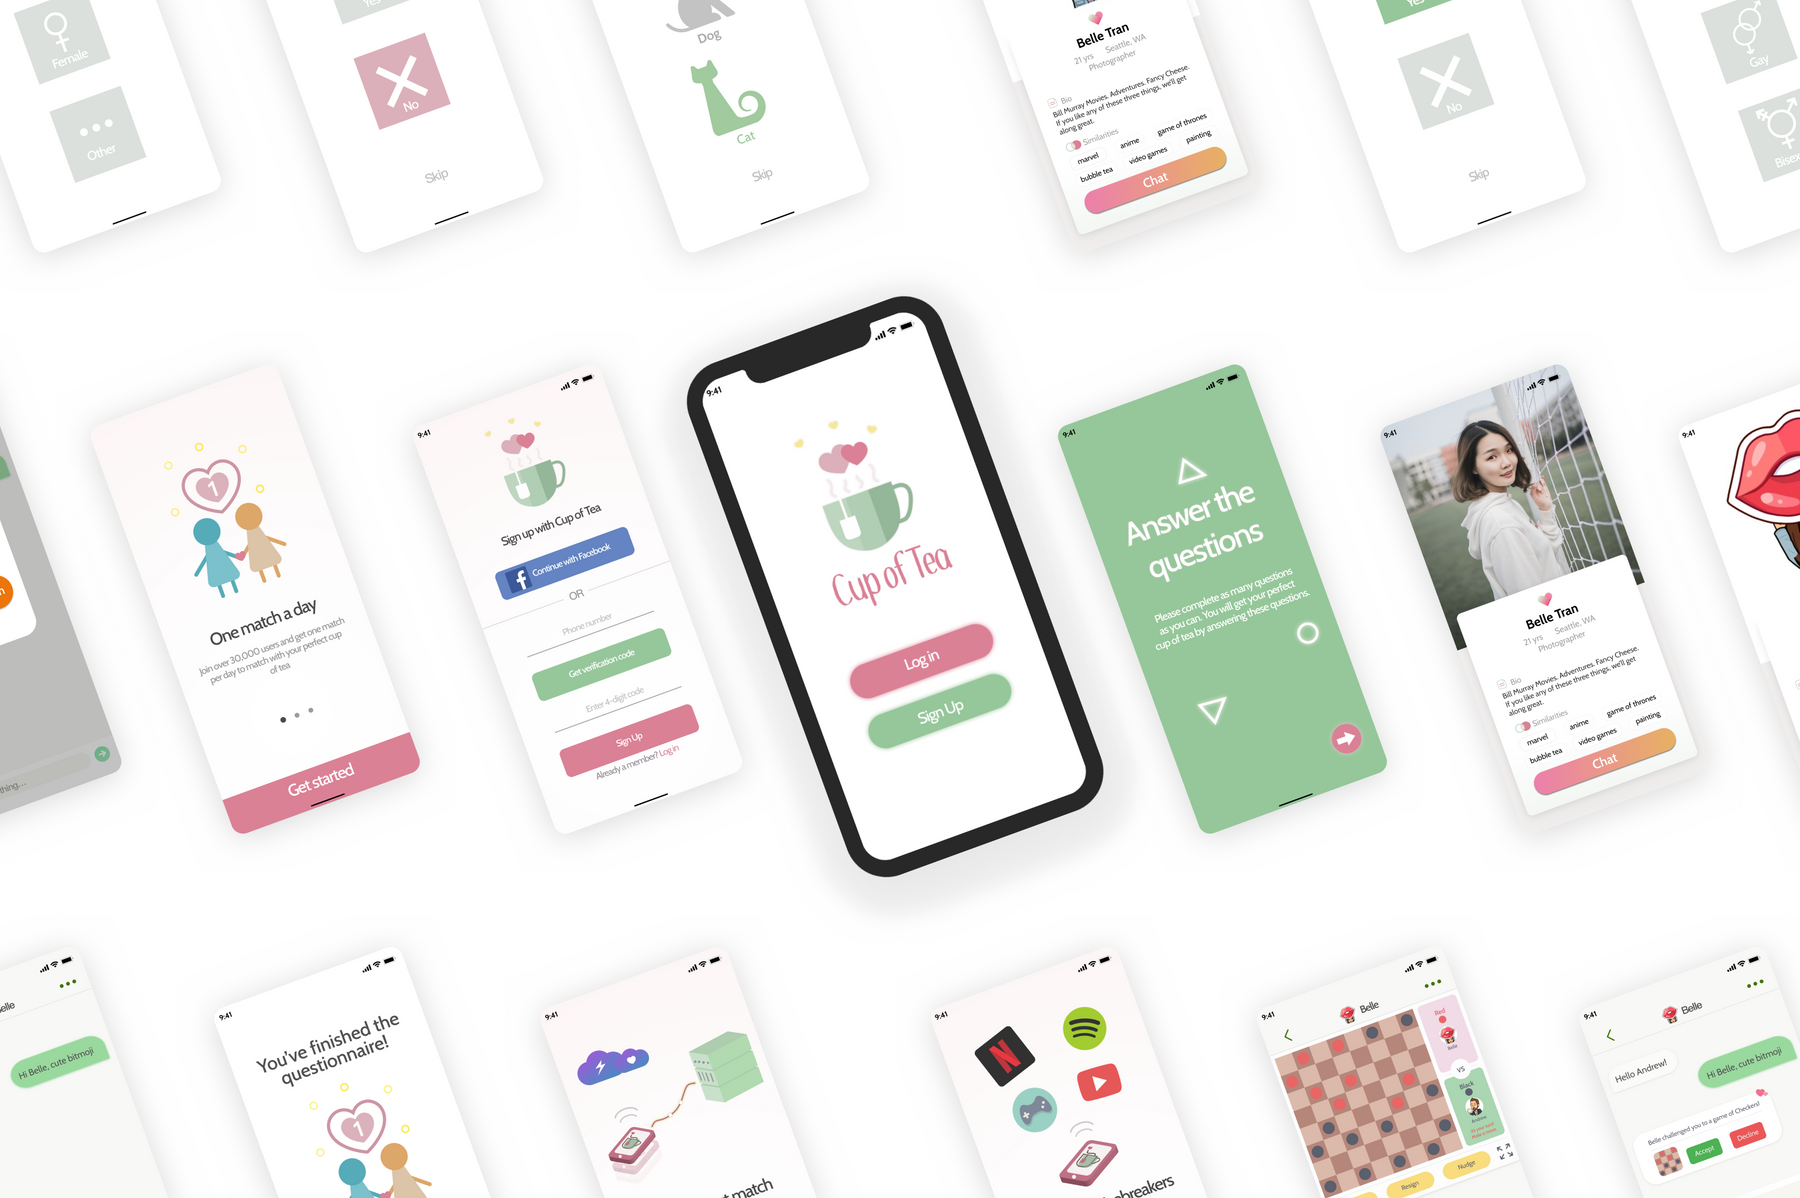 Female
Other
Yes
No
Skip
Dog
Cat
Skip
Belle Tran
21 yrs Seattle, WA
Photographer
Bio
Bill Murray Movies. Adventures. Fancy Cheese.
If you like any of these three things, we'll get
along great.
Similarities
marvel anime game of thrones
bubble tea video games painting
Chat
Yes
No
Skip
Gay
thing...
1
One match a day
Join over 30,000 users and get one match
per day to match with your perfect cup
of tea
Get started
9:41
Sign up with Cup of Tea
f Continue with Facebook
OR
Phone number
Get verification code
Enter 4-digit code
Sign Up
Already a member? Log in
9:41
Cup of Tea
Log in
Sign Up
9:41
Answer the
questions
Please complete as many questions
as you can. You will get your perfect
cup of tea by answering these questions.
9:41
Belle Tran
21 yrs Seattle, WA
Photographer
Bio
Bill Murray Movies. Adventures. Fancy Cheese.
If you like any of these three things, we'll get
along great.
Similarities
marvel anime game of thrones
bubble tea video games painting
Chat
9:41
elle
Hi Belle, cute bitmoji
9:41
You've finished the
questionnaire!
1
9:41
t match
9:41
N
breakers
9:41
Belle
Red
Belle
VS
Black
Andrew
Resign
Nudge
9:41
Belle
Hello Andrew!
Hi Belle, cute bitmoji
Belle challenged you to a game of Checkers!
Accept
Decline